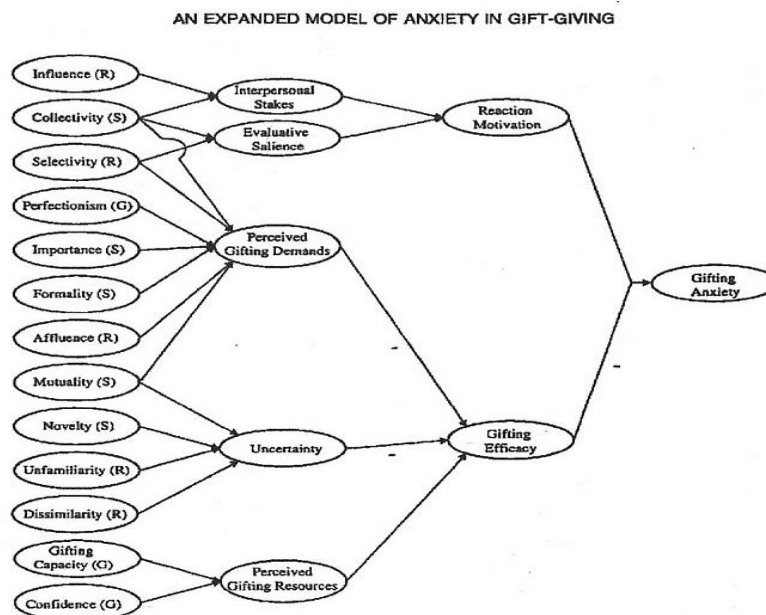 AN EXPANDED MODEL OF ANXIETY IN GIFT-GIVING
Influence (R)
Collectivity (S)
Selectivity (R)
Perfectionism (G)
Importance (S)
Formality (S)
Affluence (R)
Mutuality (S)
Novelty (S)
Unfamiliarity (R)
Dissimilarity (R)
Gifting
Capacity (G)
Confidence (G)
Interpersonal
Stakes
Evaluative
Salience
Perceived
Gifting Demands
Uncertainty
Perceived
Gifting Resources
Reaction
Motivation
-
-
Gifting
Efficacy
-
Gifting
Anxiety